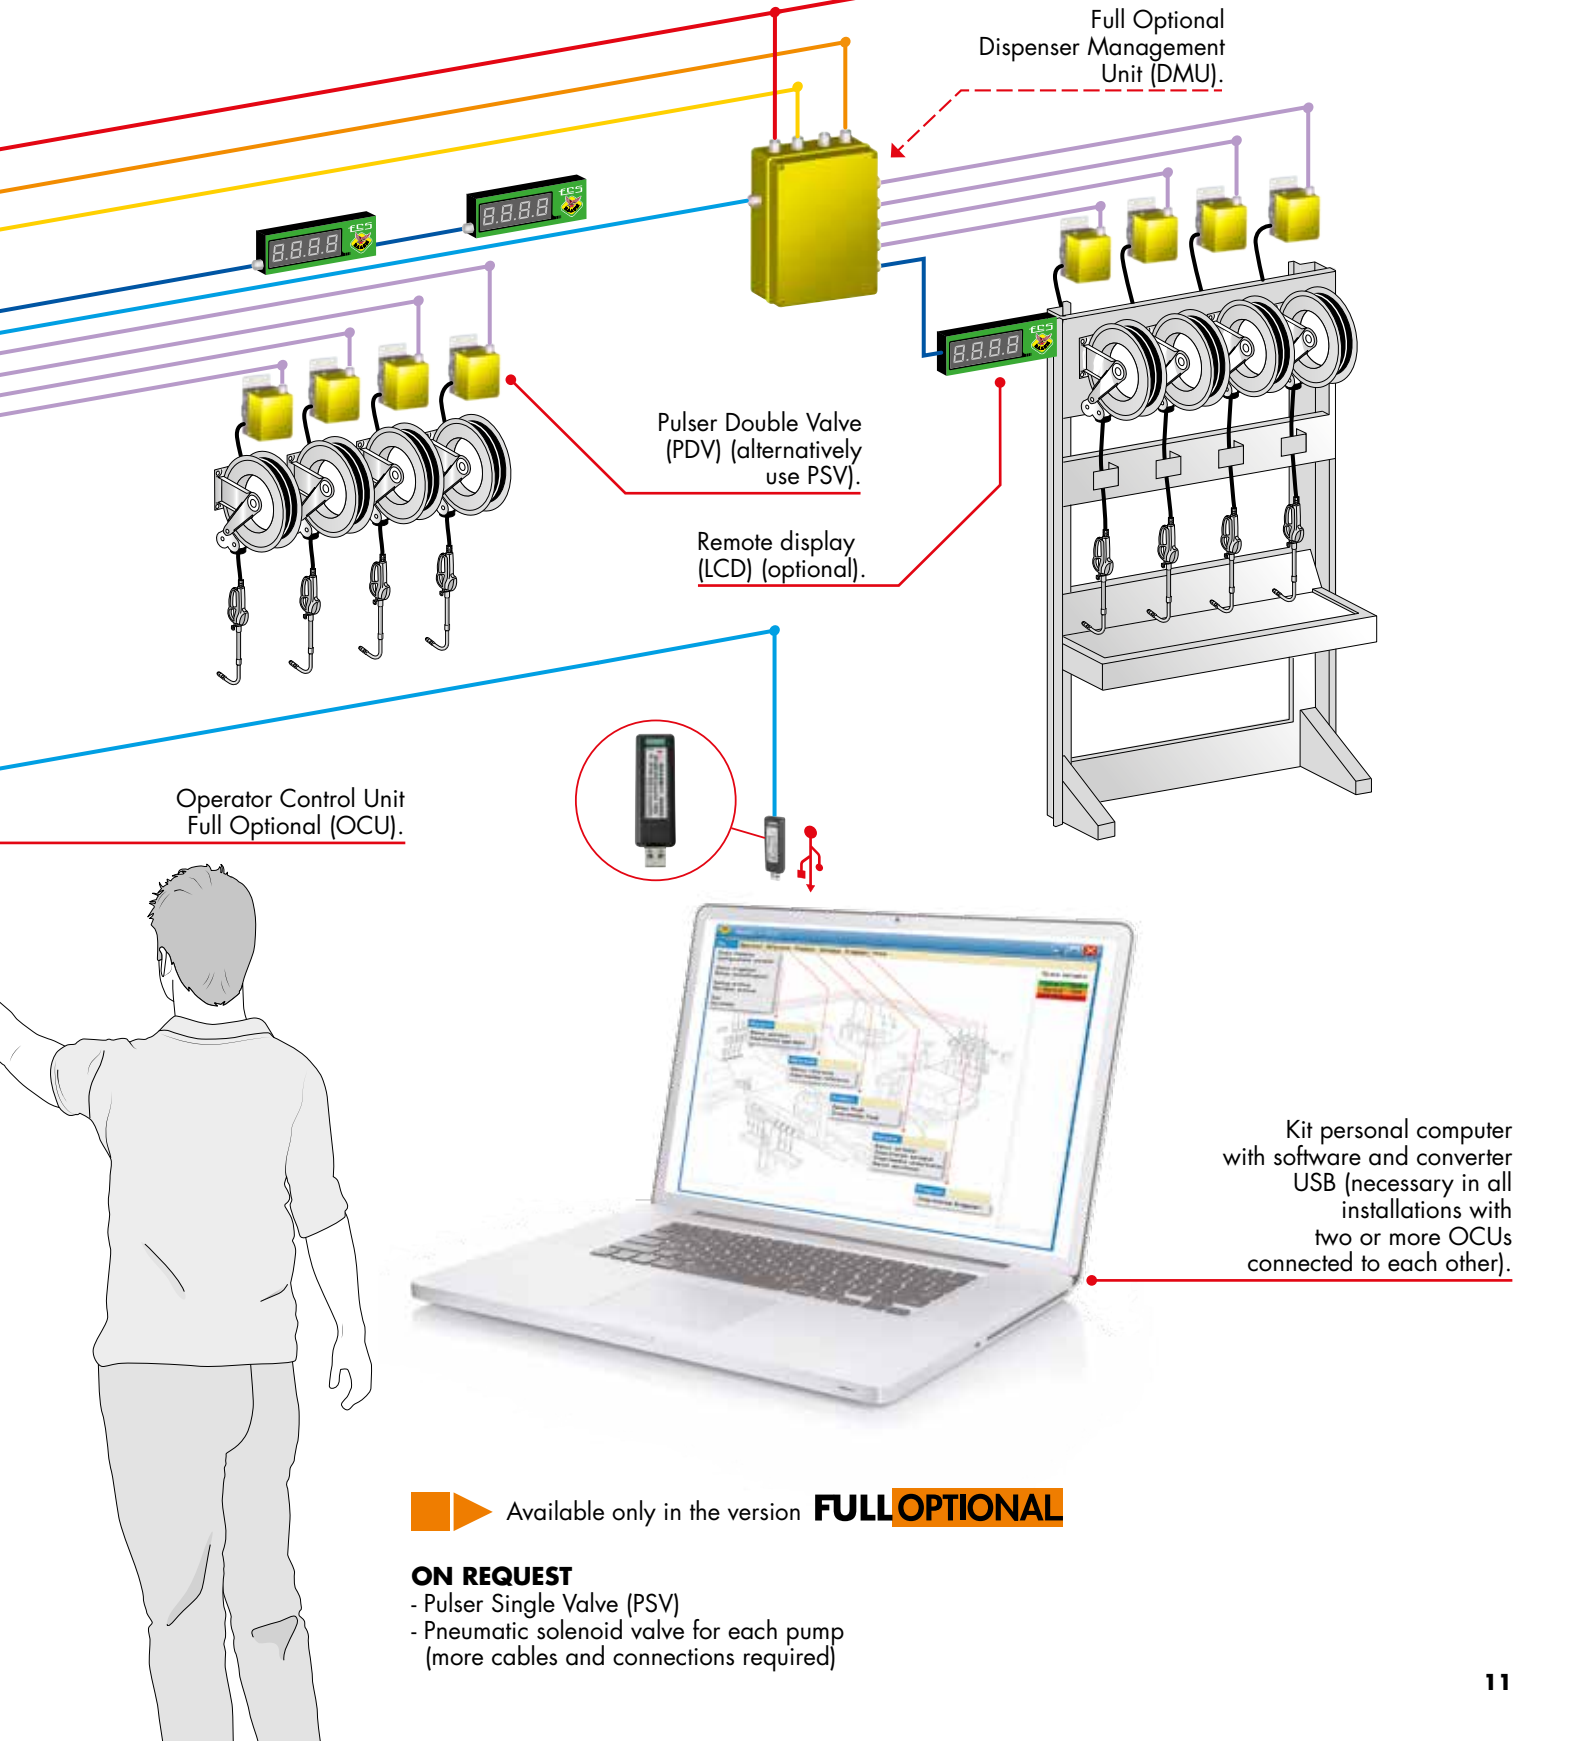 Full Optional
Dispenser Management
Unit (DMU).
Pulser Double Valve
(PDV) (alternatively
use PSV).
Remote display
(LCD) (optional).
Operator Control Unit
Full Optional (OCU).
Kit personal computer
with software and converter
USB (necessary in all
installations with
two or more OCUs
connected to each other).
Available only in the version FULL OPTIONAL
ON REQUEST
- Pulser Single Valve (PSV)
- Pneumatic solenoid valve for each pump
(more cables and connections required)
11